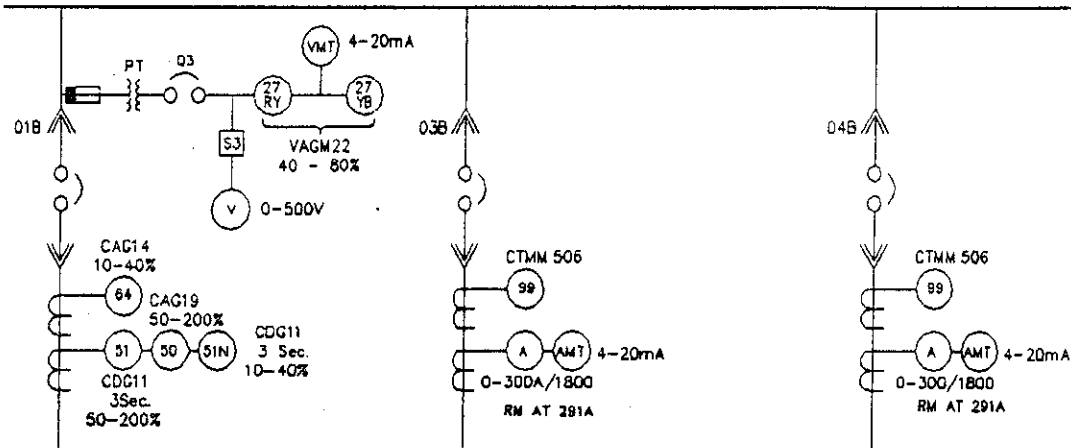 PT
Q3
VMT
4-20mA
27
RY
27
YB
01B
S3
VAGM22
40 - 80%
V
0-500V
03B
04B
CAG14
10-40%
64
CAG19
50-200%
51
50
51N
CDG11
3 Sec.
10-40%
CDG11
3Sec.
50-200%
CTMM 506
99
A
AMT
4-20mA
0-300A/1800
RM AT 291A
CTMM 506
99
A
AMT
4-20mA
0-300/1800
RM AT 291A